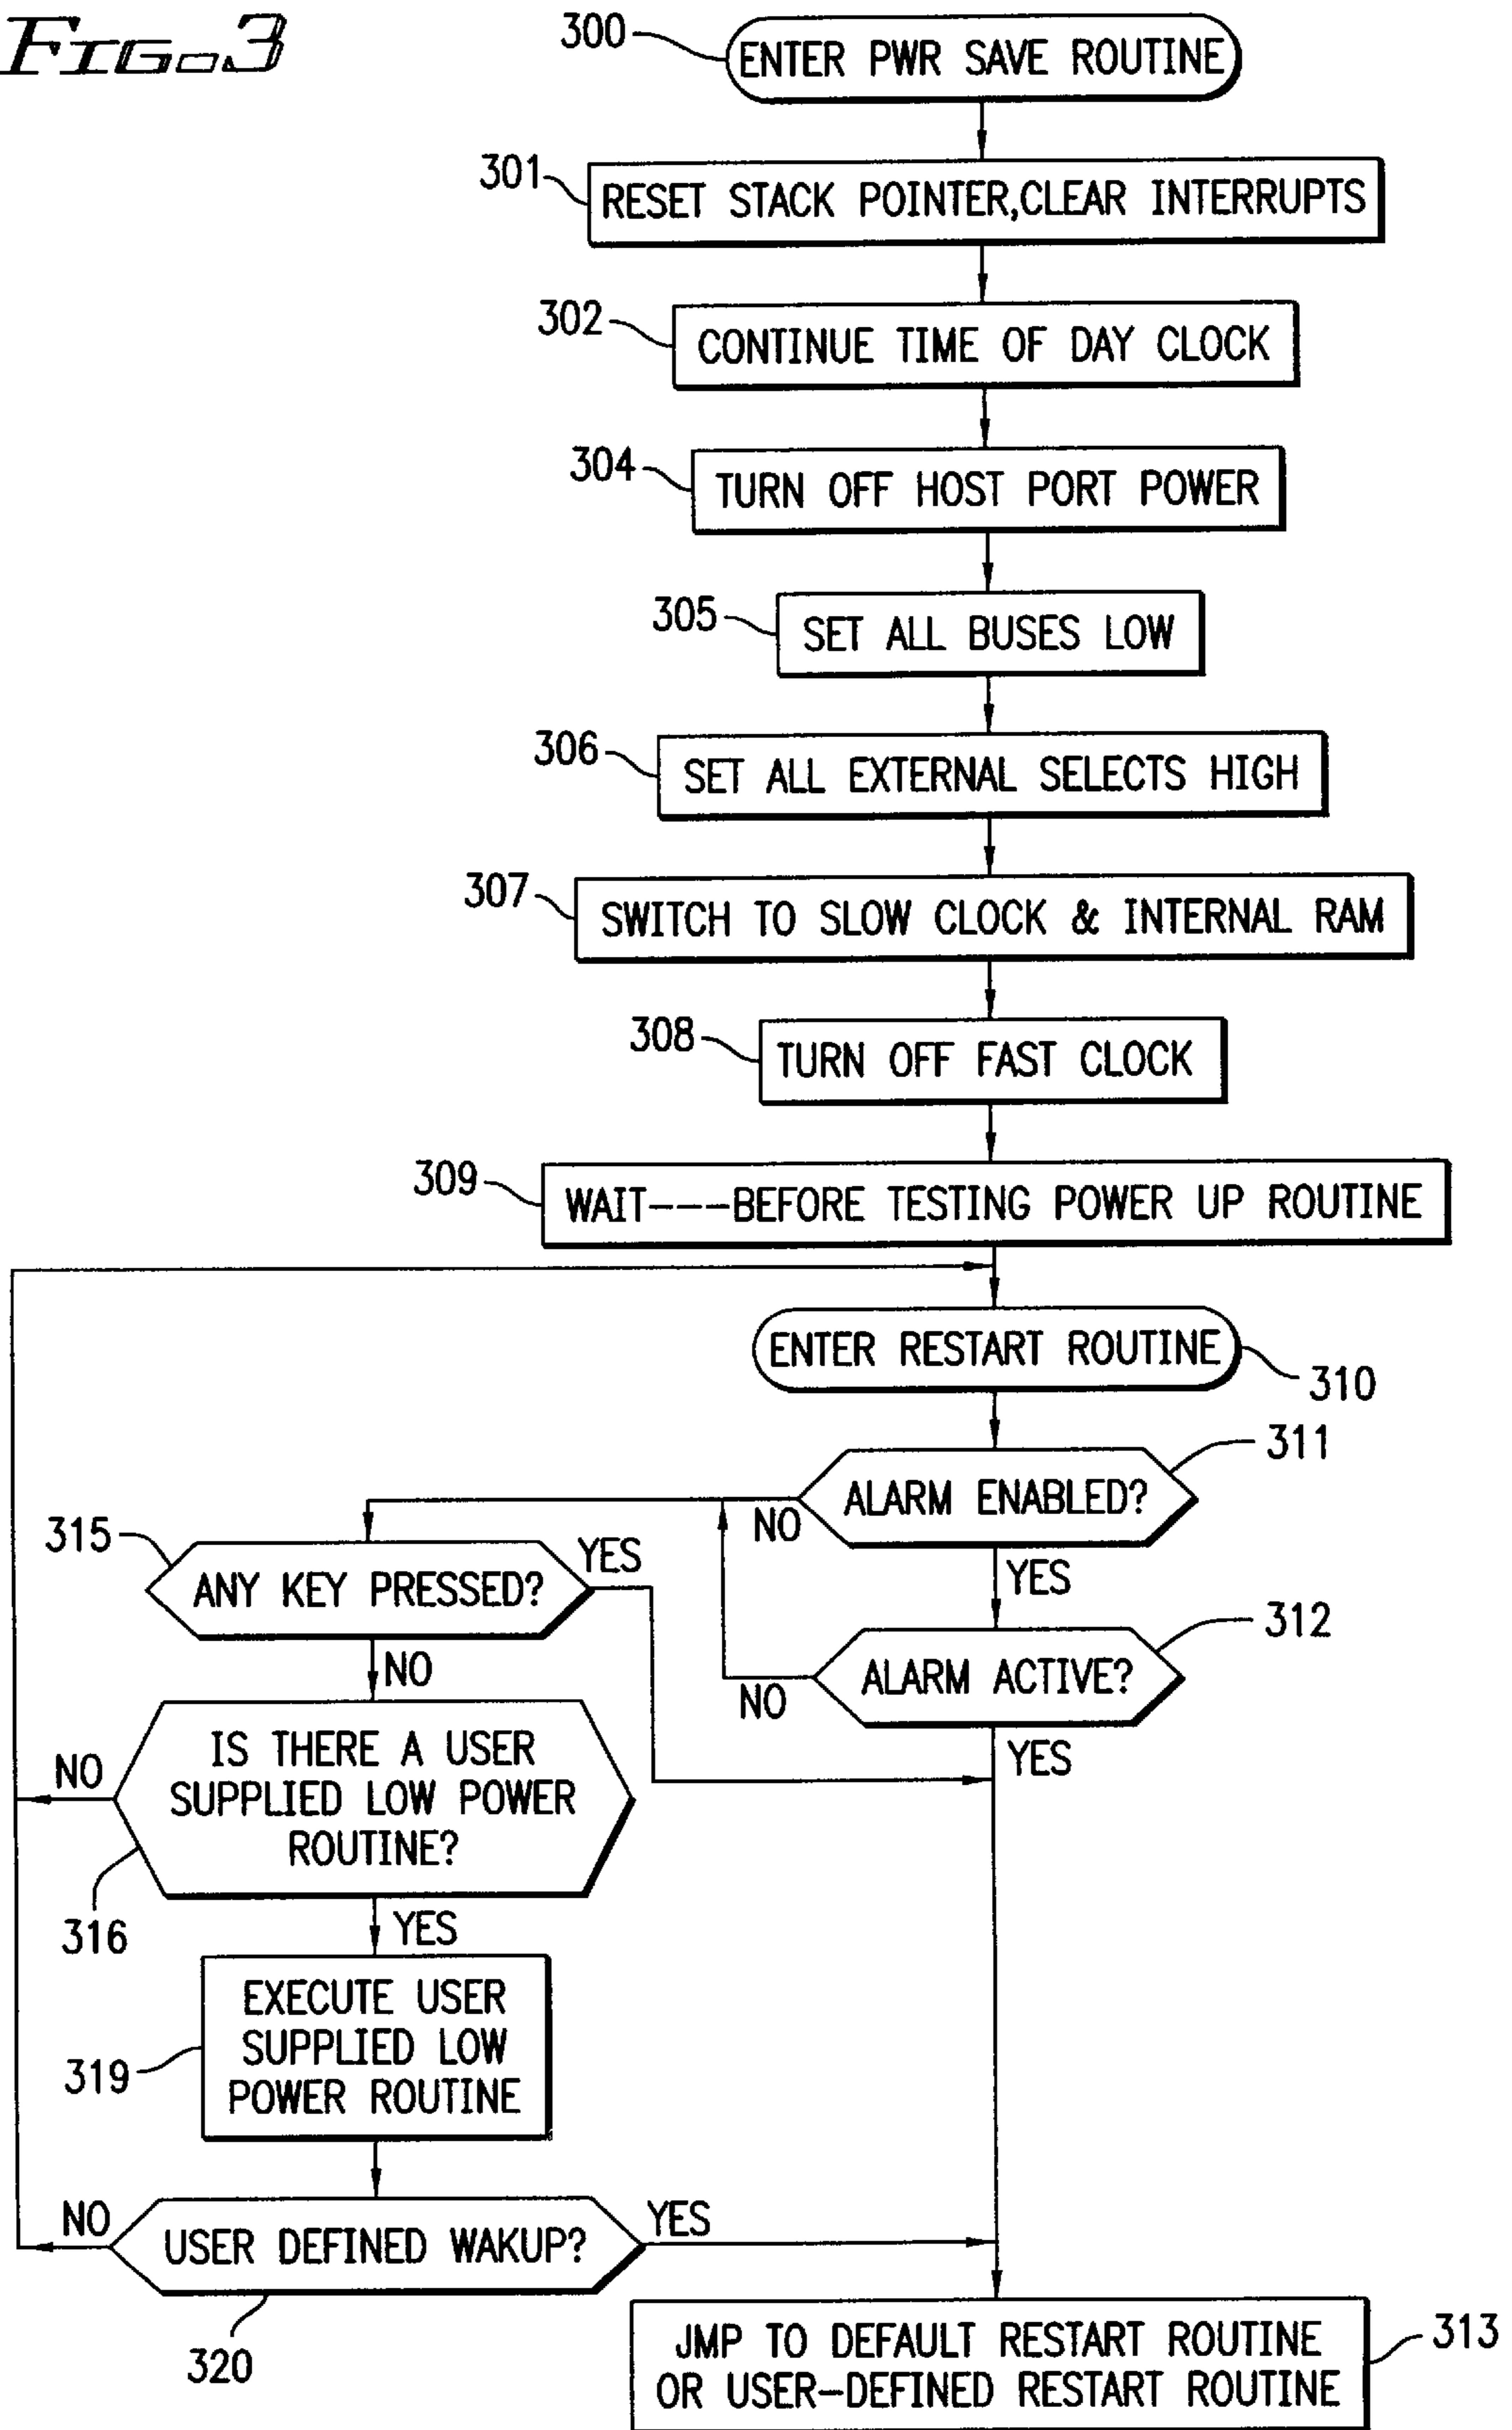 FIG. 3
300
ENTER PWR SAVE ROUTINE
301
RESET STACK POINTER,CLEAR INTERRUPTS
302
CONTINUE TIME OF DAY CLOCK
304
TURN OFF HOST PORT POWER
305
SET ALL BUSES LOW
306
SET ALL EXTERNAL SELECTS HIGH
307
SWITCH TO SLOW CLOCK & INTERNAL RAM
308
TURN OFF FAST CLOCK
309
WAIT---BEFORE TESTING POWER UP ROUTINE
ENTER RESTART ROUTINE
310
311
ALARM ENABLED?
NO
YES
315
ANY KEY PRESSED?
YES
NO
312
ALARM ACTIVE?
NO
YES
IS THERE A USER
SUPPLIED LOW POWER
ROUTINE?
NO
316
YES
EXECUTE USER
SUPPLIED LOW
POWER ROUTINE
319
NO
USER DEFINED WAKUP?
YES
320
JMP TO DEFAULT RESTART ROUTINE
OR USER-DEFINED RESTART ROUTINE
313